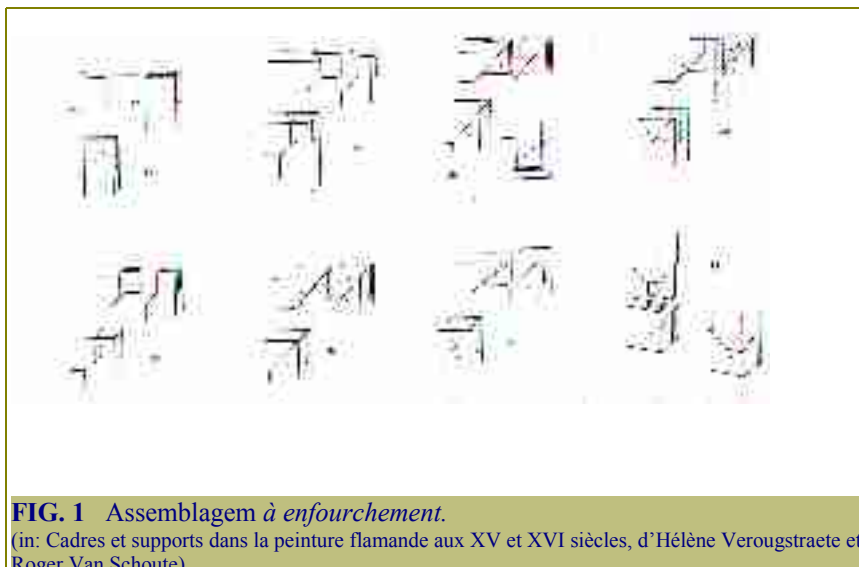 FIG. 1 Assemblagem à enfourchement.
(in: Cadres et supports dans la peinture flamande aux XV et XVI siècles, d’Hélène Verougstraete et
Roger Van Schoute)